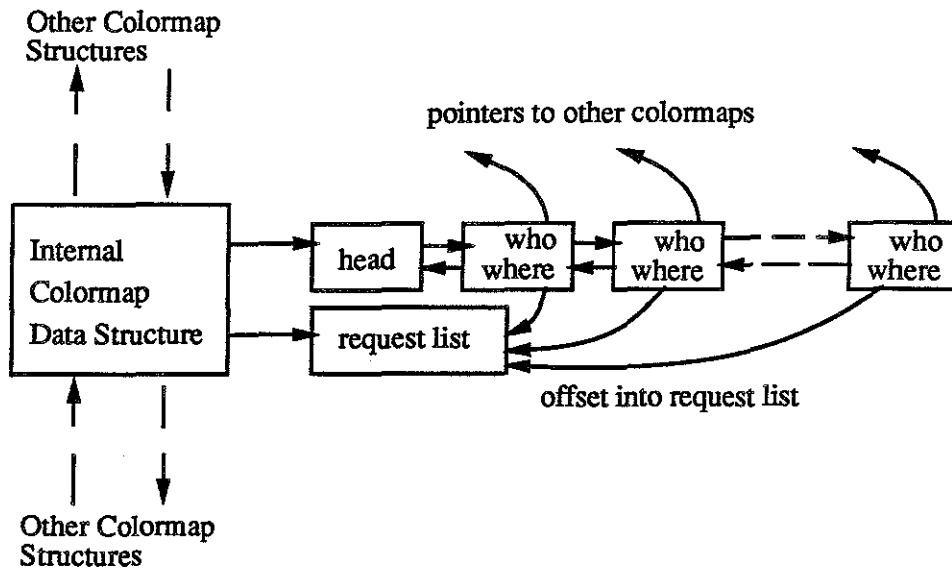 Other Colormap
Structures
pointers to other colormaps
Internal
Colormap
Data Structure
head
who
where
who
where
who
where
request list
offset into request list
Other Colormap
Structures